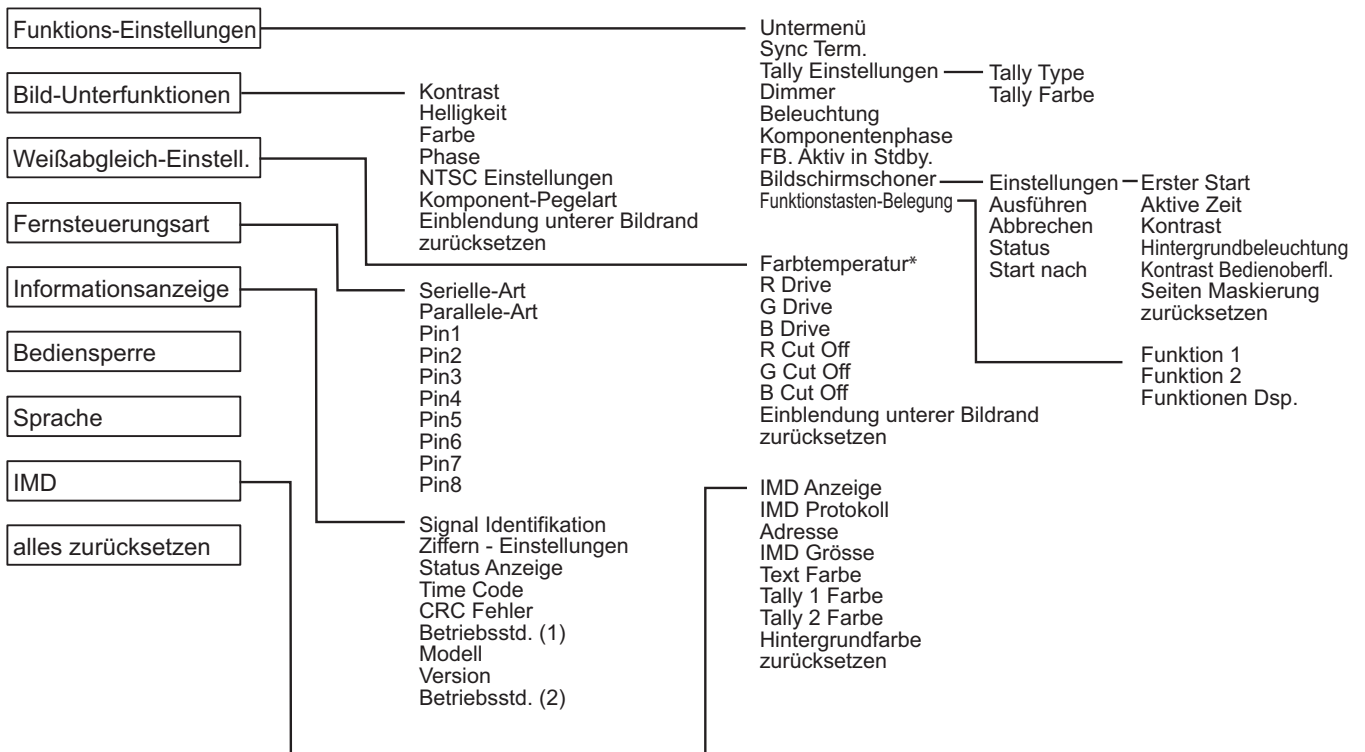 Funktions-Einstellungen
Bild-Unterfunktionen
Weißabgleich-Einstell.
Fernsteuerungsart
Informationsanzeige
Bediensperre
Sprache
IMD
alles zurücksetzen
Kontrast
Helligkeit
Farbe
Phase
NTSC Einstellungen
Komponent-Pegelart
Einblendung unterer Bildrand
zurücksetzen
Serielle-Art
Parallele-Art
Pin1
Pin2
Pin3
Pin4
Pin5
Pin6
Pin7
Pin8
Signal Identifikation
Ziffern - Einstellungen
Status Anzeige
Time Code
CRC Fehler
Betriebsstd. (1)
Modell
Version
Betriebsstd. (2)
Untermenü
Sync Term.
Tally Einstellungen
Dimmer
Beleuchtung
Komponentenphase
FB. Aktiv in Stdby.
Bildschirmschoner
Funktionstasten-Belegung
Tally Type
Tally Farbe
Einstellungen
Ausführen
Abbrechen
Status
Start nach
Erster Start
Aktive Zeit
Kontrast
Hintergrundbeleuchtung
Kontrast Bedienoberfl.
Seiten Maskierung
zurücksetzen
Funktion 1
Funktion 2
Funktionen Dsp.
Farbtemperatur*
R Drive
G Drive
B Drive
R Cut Off
G Cut Off
B Cut Off
Einblendung unterer Bildrand
zurücksetzen
IMD Anzeige
IMD Protokoll
Adresse
IMD Grösse
Text Farbe
Tally 1 Farbe
Tally 2 Farbe
Hintergrundfarbe
zurücksetzen